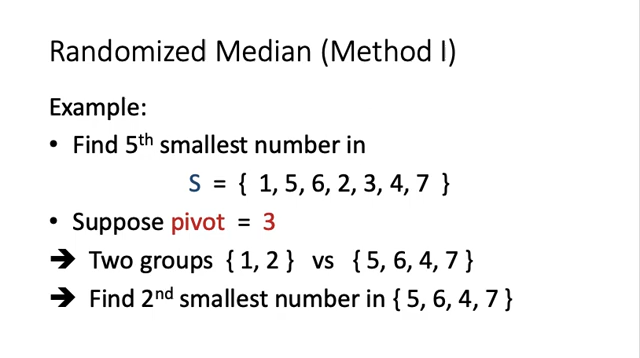 Randomized Median (Method I)
Example:
• Find 5th smallest number in
S = { 1, 5, 6, 2, 3, 4, 7 }
• Suppose pivot = 3
➔ Two groups { 1, 2 } vs { 5, 6, 4, 7 }
➔ Find 2nd smallest number in { 5, 6, 4, 7 }